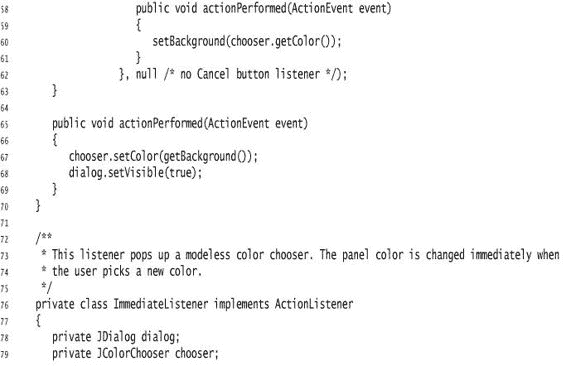 58 public void actionPerformed(ActionEvent event)
59 {
60 setBackground(chooser.getColor());
61 }
62 }, null /* no Cancel button listener */);
63 }
64
65 public void actionPerformed(ActionEvent event)
66 {
67 chooser.setColor(getBackground());
68 dialog.setVisible(true);
69 }
70 }
71
72 /**
73 * This listener pops up a modeless color chooser. The panel color is changed immediately when
74 * the user picks a new color.
75 */
76 private class ImmediateListener implements ActionListener
77 {
78 private JDialog dialog;
79 private JColorChooser chooser;